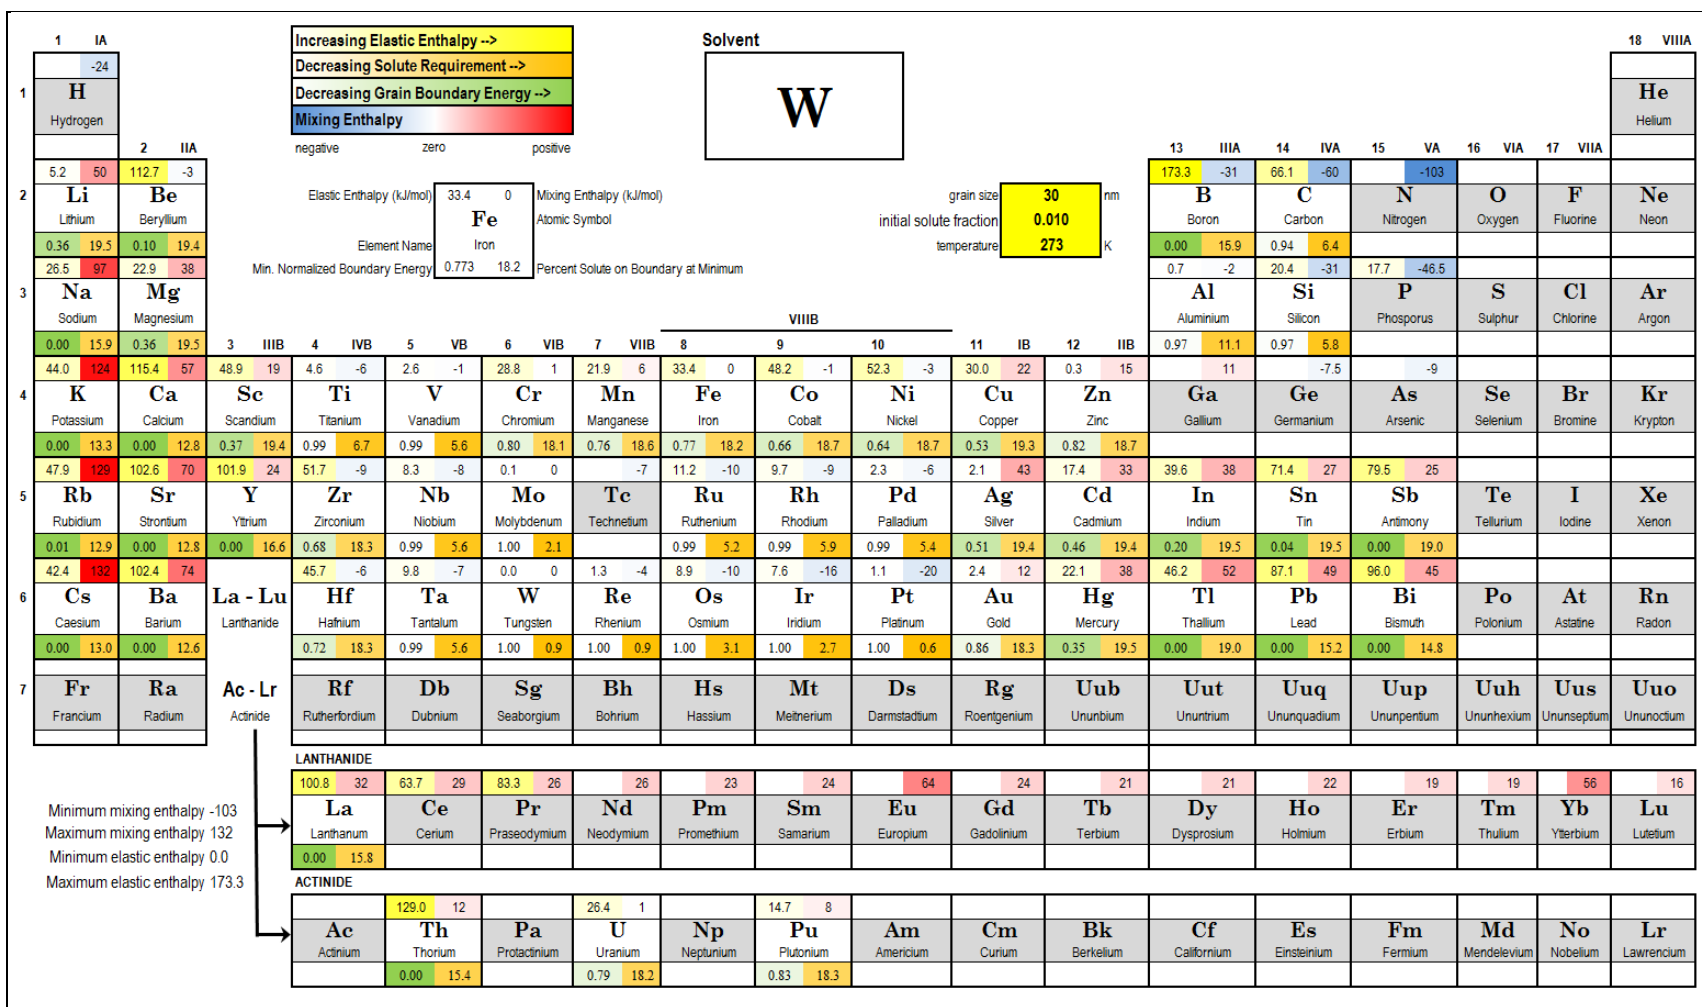 1 IA Increasing Elastic Enthalpy --> Solvent 18 VIIIA
-24 Decreasing Solute Requirement -->
1 H Decreasing Grain Boundary Energy --> W He
Hydrogen Mixing Enthalpy Helium
2 IIA negative zero positive 13 IIIA 14 IVA 15 VA 16 VIA 17 VIIA
5.2 50 112.7 -3 173.3 -31 66.1 -60 -103
2 Li Be Elastic Enthalpy (kJ/mol) 33.4 0 Mixing Enthalpy (kJ/mol) grain size 30 nm B C N O F Ne
Lithium Beryllium Fe Atomic Symbol initial solute fraction 0.010 Boron Carbon Nitrogen Oxygen Fluorine Neon
0.36 19.5 0.10 19.4 Element Name Iron temperature 273 K 0.00 15.9 0.94 6.4
26.5 97 22.9 38 Min. Normalized Boundary Energy 0.773 18.2 Percent Solute on Boundary at Minimum 0.7 -2 20.4 -31 17.7 -46.5
3 Na Mg Al Si P S Cl Ar
Sodium Magnesium VIIIB Aluminium Silicon Phosporus Sulphur Chlorine Argon
0.00 15.9 0.36 19.5 3 IIIB 4 IVB 5 VB 6 VIB 7 VIIB 8 9 10 11 IB 12 IIB 0.97 11.1 0.97 5.8
44.0 124 115.4 57 48.9 19 4.6 -6 2.6 -1 28.8 1 21.9 6 33.4 0 48.2 -1 52.3 -3 30.0 22 0.3 15 11 -7.5 -9
4 K Ca Sc Ti V Cr Mn Fe Co Ni Cu Zn Ga Ge As Se Br Kr
Potassium Calcium Scandium Titanium Vanadium Chromium Manganese Iron Cobalt Nickel Copper Zinc Gallium Germanium Arsenic Selenium Bromine Krypton
0.00 13.3 0.00 12.8 0.37 19.4 0.99 6.7 0.99 5.6 0.80 18.1 0.76 18.6 0.77 18.2 0.66 18.7 0.64 18.7 0.53 19.3 0.82 18.7
47.9 129 102.6 70 101.9 24 51.7 -9 8.3 -8 0.1 0 -7 11.2 -10 9.7 -9 2.3 -6 2.1 43 17.4 33 39.6 38 71.4 27 79.5 25
5 Rb Sr Y Zr Nb Mo Tc Ru Rh Pd Ag Cd In Sn Sb Te I Xe
Rubidium Strontium Yttrium Zirconium Niobium Molybdenum Technetium Ruthenium Rhodium Palladium Silver Cadmium Indium Tin Antimony Tellurium Iodine Xenon
0.01 12.9 0.00 12.8 0.00 16.6 0.68 18.3 0.99 5.6 1.00 2.1 0.99 5.2 0.99 5.9 0.99 5.4 0.51 19.4 0.46 19.4 0.20 19.5 0.04 19.5 0.00 19.0
42.4 132 102.4 74 45.7 -6 9.8 -7 0.0 0 1.3 -4 8.9 -10 7.6 -16 1.1 -20 2.4 12 22.1 38 46.2 52 87.1 49 96.0 45
6 Cs Ba La - Lu Hf Ta W Re Os Ir Pt Au Hg Tl Pb Bi Po At Rn
Caesium Barium Lanthanide Hafnium Tantalum Tungsten Rhenium Osmium Iridium Platinum Gold Mercury Thallium Lead Bismuth Polonium Astatine Radon
0.00 13.0 0.00 12.6 0.72 18.3 0.99 5.6 1.00 0.9 1.00 0.9 1.00 3.1 1.00 2.7 1.00 0.6 0.86 18.3 0.35 19.5 0.00 19.0 0.00 15.2 0.00 14.8
7 Fr Ra Ac - Lr Rf Db Sg Bh Hs Mt Ds Rg Uub Uut Uuq Uup Uuh Uus Uuo
Francium Radium Actinide Rutherfordium Dubnium Seaborgium Bohrium Hassium Meitnerium Darmstadtium Roentgenium Ununbium Ununtrium Ununquadium Ununpentium Ununhexium Ununseptium Ununoctium
LANTHANIDE
100.8 32 63.7 29 83.3 26 26 23 24 64 24 21 21 22 19 19 56 16
Minimum mixing enthalpy -103 La Ce Pr Nd Pm Sm Eu Gd Tb Dy Ho Er Tm Yb Lu
Maximum mixing enthalpy 132 Lanthanum Cerium Praseodymium Neodymium Promethium Samarium Europium Gadolinium Terbium Dysprosium Holmium Erbium Thulium Ytterbium Lutetium
Minimum elastic enthalpy 0.0 0.00 15.8
Maximum elastic enthalpy 173.3 ACTINIDE
129.0 12 26.4 1 14.7 8
Ac Th Pa U Np Pu Am Cm Bk Cf Es Fm Md No Lr
Actinium Thorium Protactinium Uranium Neptunium Plutonium Americium Curium Berkelium Californium Einsteinium Fermium Mendelevium Nobelium Lawrencium
0.00 15.4 0.79 18.2 0.83 18.3